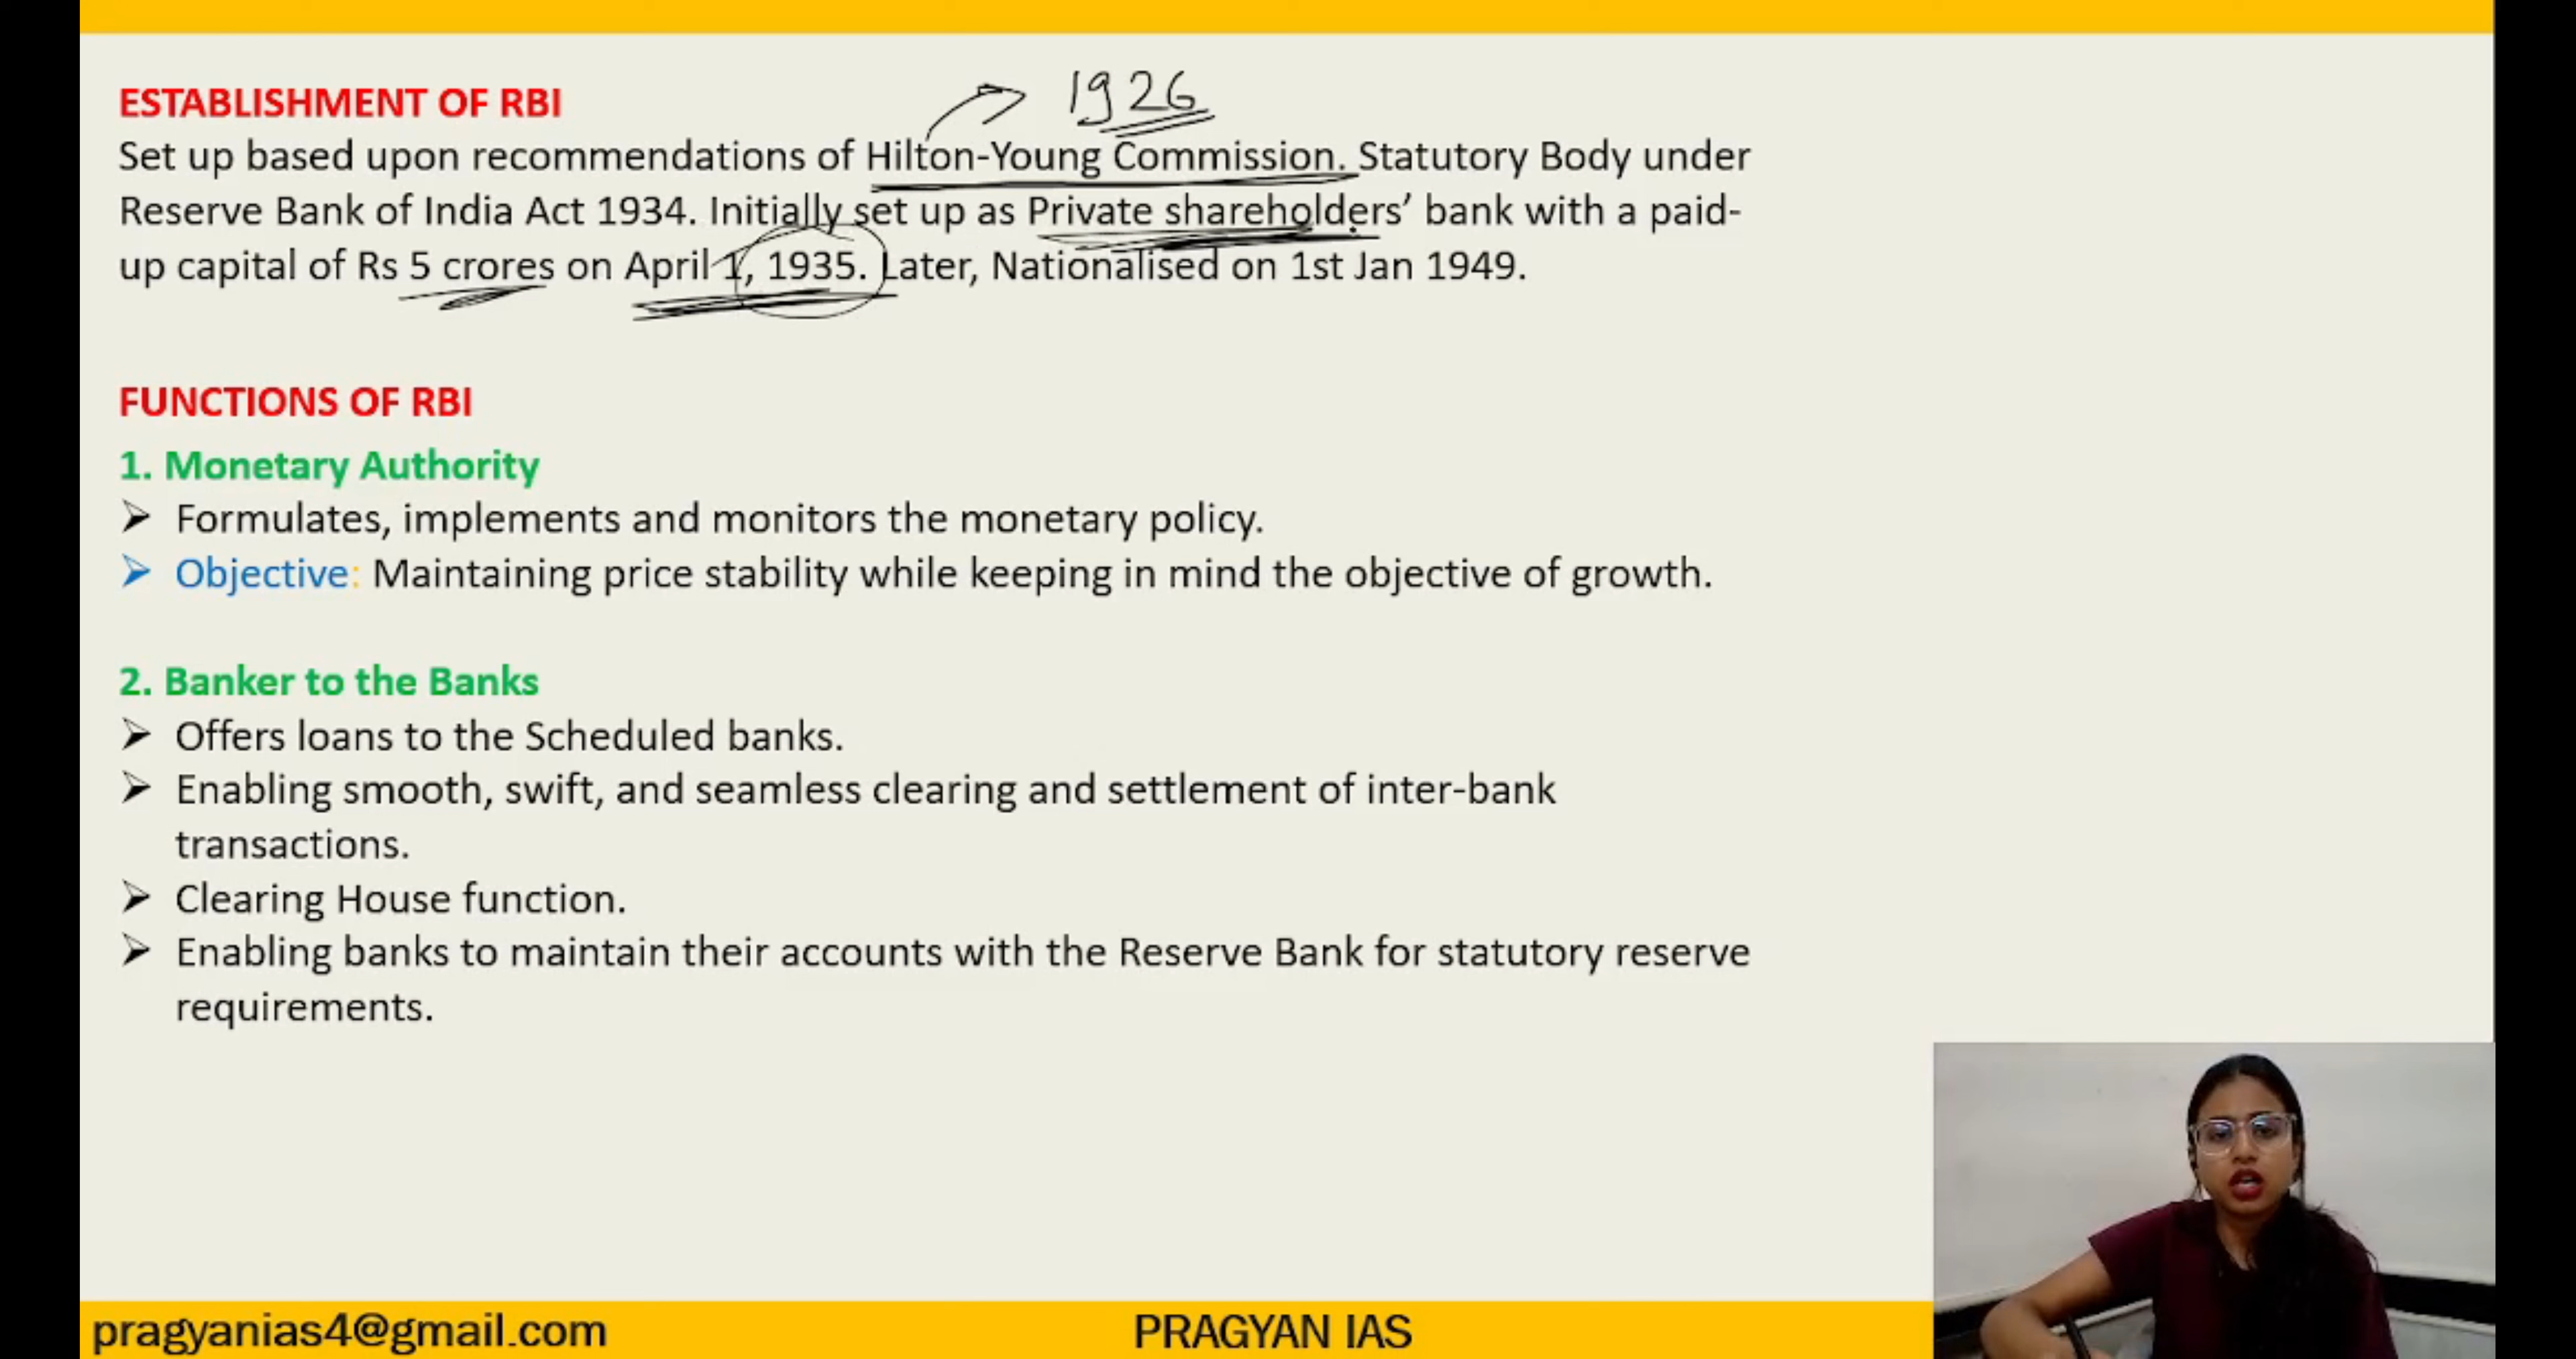 1926
ESTABLISHMENT OF RBI
Set up based upon recommendations of Hilton-Young Commission. Statutory Body under
Reserve Bank of India Act 1934. Initially set up as Private shareholders’ bank with a paid-
up capital of Rs 5 crores on April 1, 1935. Later, Nationalised on 1st Jan 1949.
FUNCTIONS OF RBI
1. Monetary Authority
➢ Formulates, implements and monitors the monetary policy.
➢ Objective: Maintaining price stability while keeping in mind the objective of growth.
2. Banker to the Banks
➢ Offers loans to the Scheduled banks.
➢ Enabling smooth, swift, and seamless clearing and settlement of inter-bank
transactions.
➢ Clearing House function.
➢ Enabling banks to maintain their accounts with the Reserve Bank for statutory reserve
requirements.
pragyanias4@gmail.com PRAGYAN IAS